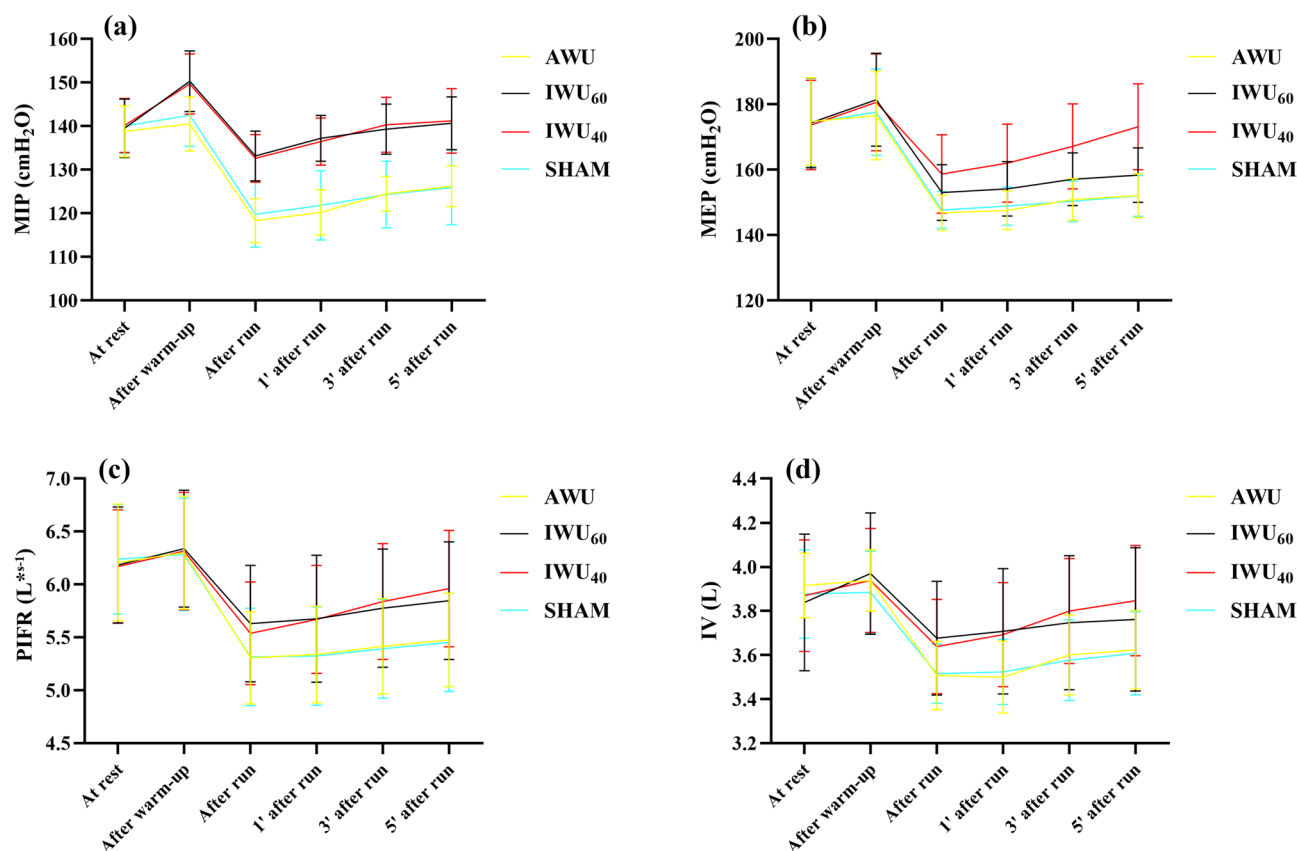 (a)
MIP (cmH₂O)
160
150
140
130
120
110
100
At rest
After warm-up
After run
1' after run
3' after run
5' after run
AWU
IWU₆₀
IWU₄₀
SHAM
(b)
MEP (cmH₂O)
200
180
160
140
120
At rest
After warm-up
After run
1' after run
3' after run
5' after run
AWU
IWU₆₀
IWU₄₀
SHAM
(c)
PIFR (L*ˢ⁻¹)
7.0
6.5
6.0
5.5
5.0
4.5
At rest
After warm-up
After run
1' after run
3' after run
5' after run
AWU
IWU₆₀
IWU₄₀
SHAM
(d)
IV (L)
4.4
4.2
4.0
3.8
3.6
3.4
3.2
At rest
After warm-up
After run
1' after run
3' after run
5' after run
AWU
IWU₆₀
IWU₄₀
SHAM